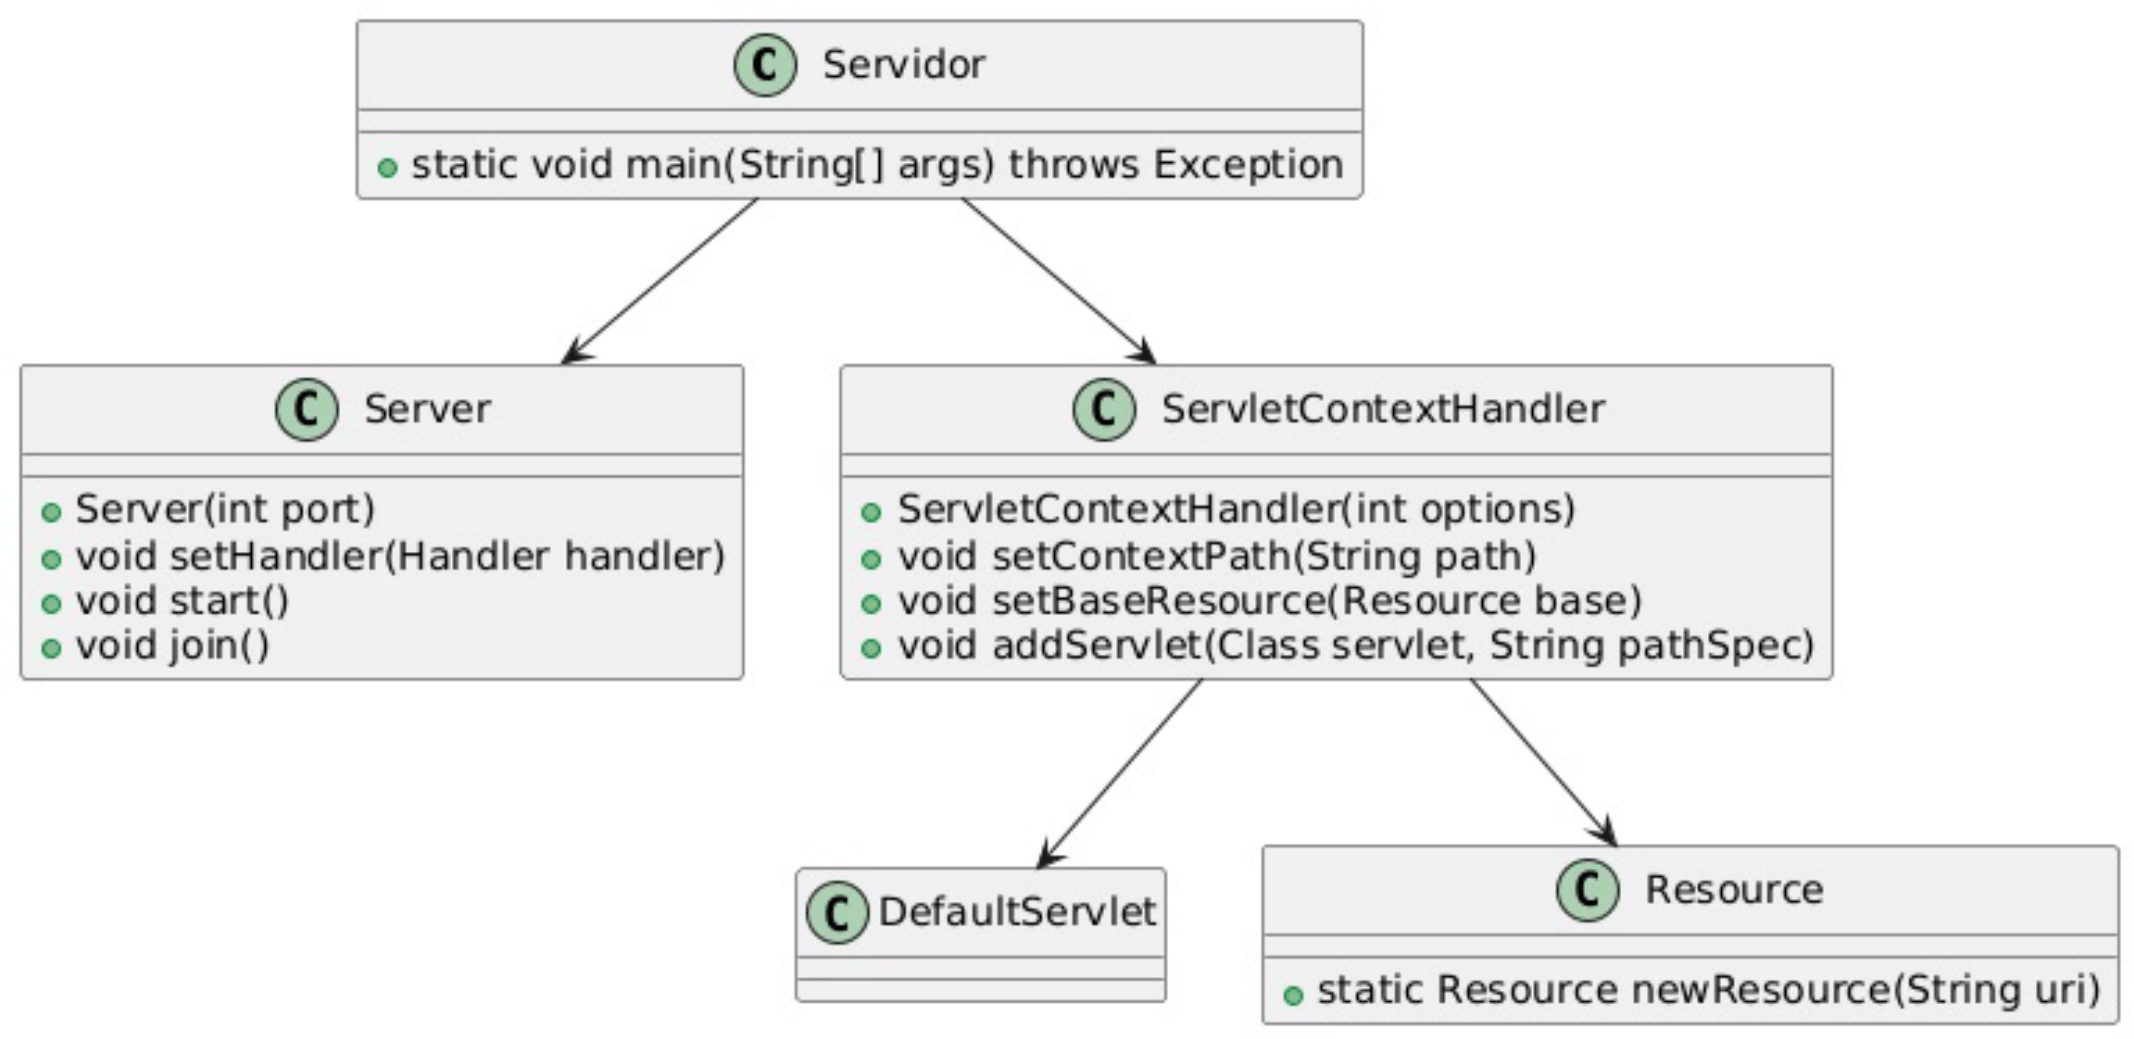 C Servidor
static void main(String[] args) throws Exception
C Server
Server(int port)
void setHandler(Handler handler)
void start()
void join()
C ServletContextHandler
ServletContextHandler(int options)
void setContextPath(String path)
void setBaseResource(Resource base)
void addServlet(Class servlet, String pathSpec)
C DefaultServlet
C Resource
static Resource newResource(String uri)